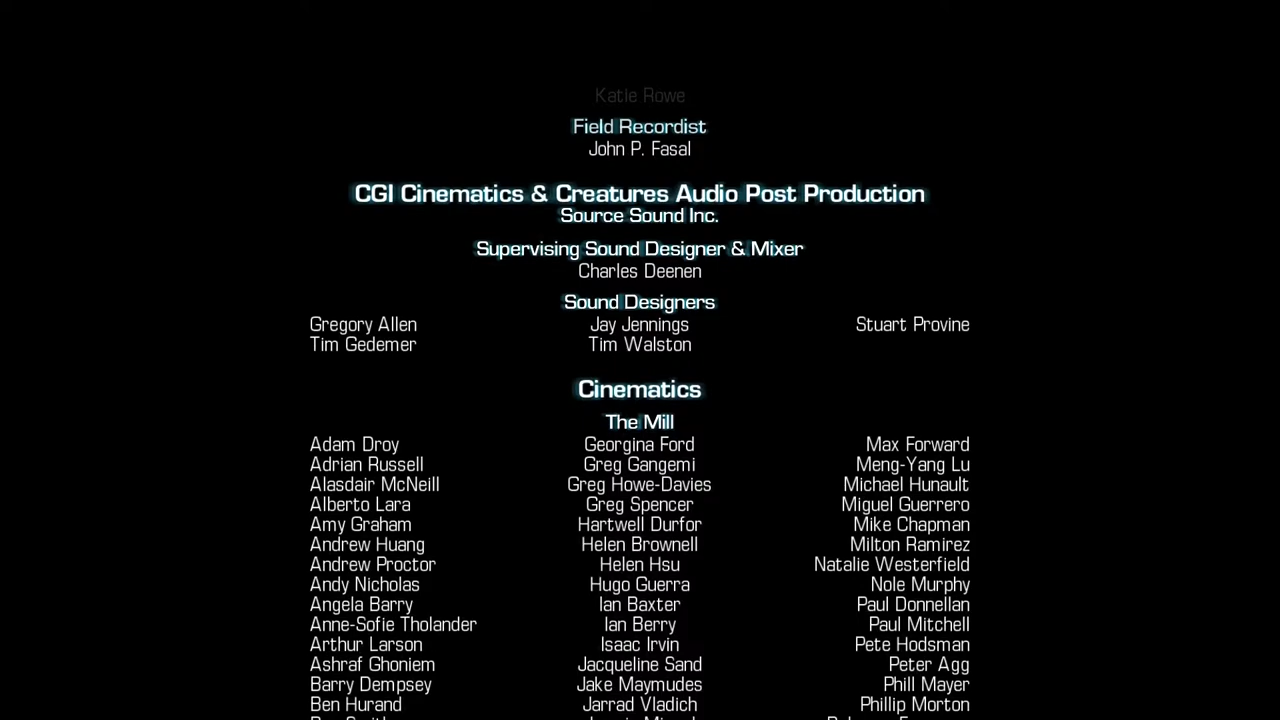 Katie Rowe
Field Recordist
John P. Fasal
CGI Cinematics & Creatures Audio Post Production
Source Sound Inc.
Supervising Sound Designer & Mixer
Charles Deenen
Sound Designers
Gregory Allen Jay Jennings Stuart Provine
Tim Gedemer Tim Walston
Cinematics
The Mill
Adam Droy Georgina Ford Max Forward
Adrian Russell Greg Gangemi Meng-Yang Lu
Alasdair McNeill Greg Howe-Davies Michael Hunault
Alberto Lara Greg Spencer Miguel Guerrero
Amy Graham Hartwell Durfor Mike Chapman
Andrew Huang Helen Brownell Milton Ramirez
Andrew Proctor Helen Hsu Natalie Westerfield
Andy Nicholas Hugo Guerra Nole Murphy
Angela Barry Ian Baxter Paul Donnellan
Anne-Sofie Tholander Ian Berry Paul Mitchell
Arthur Larson Isaac Irvin Pete Hodsman
Ashraf Ghoniem Jacqueline Sand Peter Agg
Barry Dempsey Jake Maymudes Phill Mayer
Ben Hurand Jarrad Vladich Phillip Morton